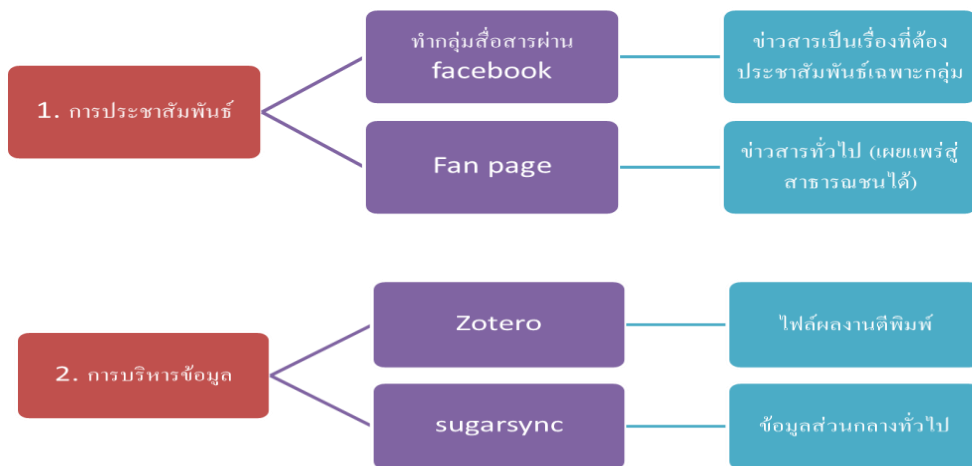 1. การประชาสัมพันธ์
ทำกลุ่มสื่อสารผ่าน
facebook
ข่าวสารเป็นเรื่องที่ต้อง
ประชาสัมพันธ์เฉพาะกลุ่ม
Fan page
ข่าวสารทั่วไป (เผยแพร่สู่
สาธารณชนได้)
2. การบริหารข้อมูล
Zotero
ไฟล์ผลงานตีพิมพ์
sugarsync
ข้อมูลส่วนกลางทั่วไป